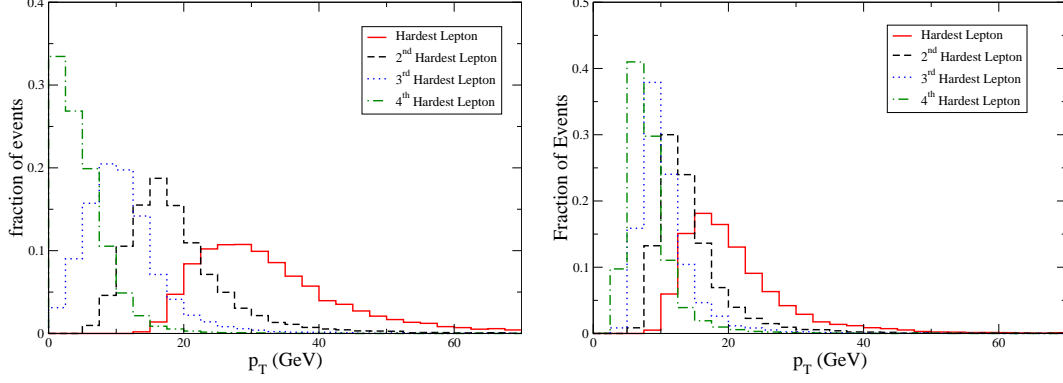 0.4
0.3
0.2
0.1
0
fraction of events
Hardest Lepton
2nd Hardest Lepton
3rd Hardest Lepton
4th Hardest Lepton
0 20 40 60
pT (GeV)
0.5
0.4
0.3
0.2
0.1
0
Fraction of Events
Hardest Lepton
2nd Hardest Lepton
3rd Hardest Lepton
4th Hardest Lepton
0 20 40 60
pT (GeV)